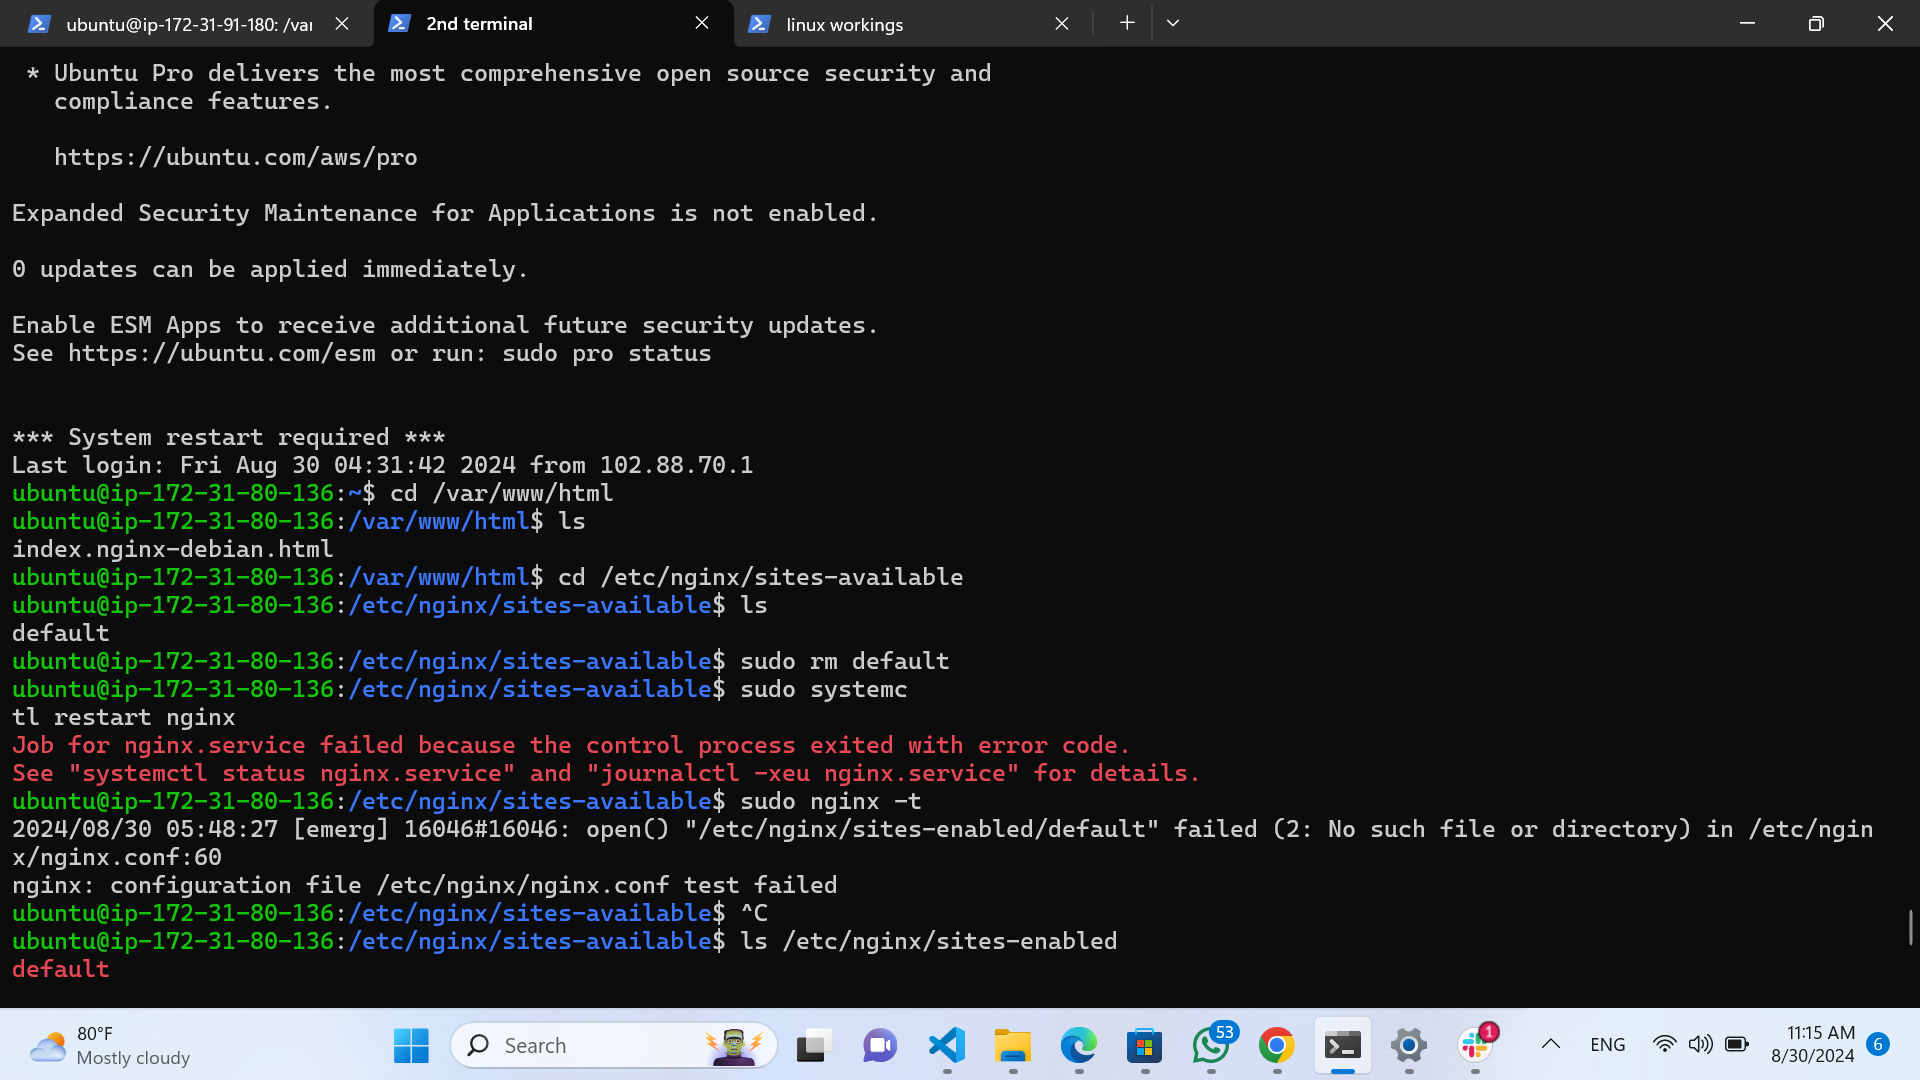 ubuntu@ip-172-31-91-180: /var
2nd terminal
linux workings
* Ubuntu Pro delivers the most comprehensive open source security and
compliance features.
https://ubuntu.com/aws/pro
Expanded Security Maintenance for Applications is not enabled.
0 updates can be applied immediately.
Enable ESM Apps to receive additional future security updates.
See https://ubuntu.com/esm or run: sudo pro status
*** System restart required ***
Last login: Fri Aug 30 04:31:42 2024 from 102.88.70.1
ubuntu@ip-172-31-80-136:~$ cd /var/www/html
ubuntu@ip-172-31-80-136:/var/www/html$ ls
index.nginx-debian.html
ubuntu@ip-172-31-80-136:/var/www/html$ cd /etc/nginx/sites-available
ubuntu@ip-172-31-80-136:/etc/nginx/sites-available$ ls
default
ubuntu@ip-172-31-80-136:/etc/nginx/sites-available$ sudo rm default
ubuntu@ip-172-31-80-136:/etc/nginx/sites-available$ sudo systemc
tl restart nginx
Job for nginx.service failed because the control process exited with error code.
See "systemctl status nginx.service" and "journalctl -xeu nginx.service" for details.
ubuntu@ip-172-31-80-136:/etc/nginx/sites-available$ sudo nginx -t
2024/08/30 05:48:27 [emerg] 16046#16046: open() "/etc/nginx/sites-enabled/default" failed (2: No such file or directory) in /etc/ngin
x/nginx.conf:60
nginx: configuration file /etc/nginx/nginx.conf test failed
ubuntu@ip-172-31-80-136:/etc/nginx/sites-available$ ^C
ubuntu@ip-172-31-80-136:/etc/nginx/sites-available$ ls /etc/nginx/sites-enabled
default
80°F
Mostly cloudy
Search
53
1
ENG
11:15 AM
8/30/2024
6